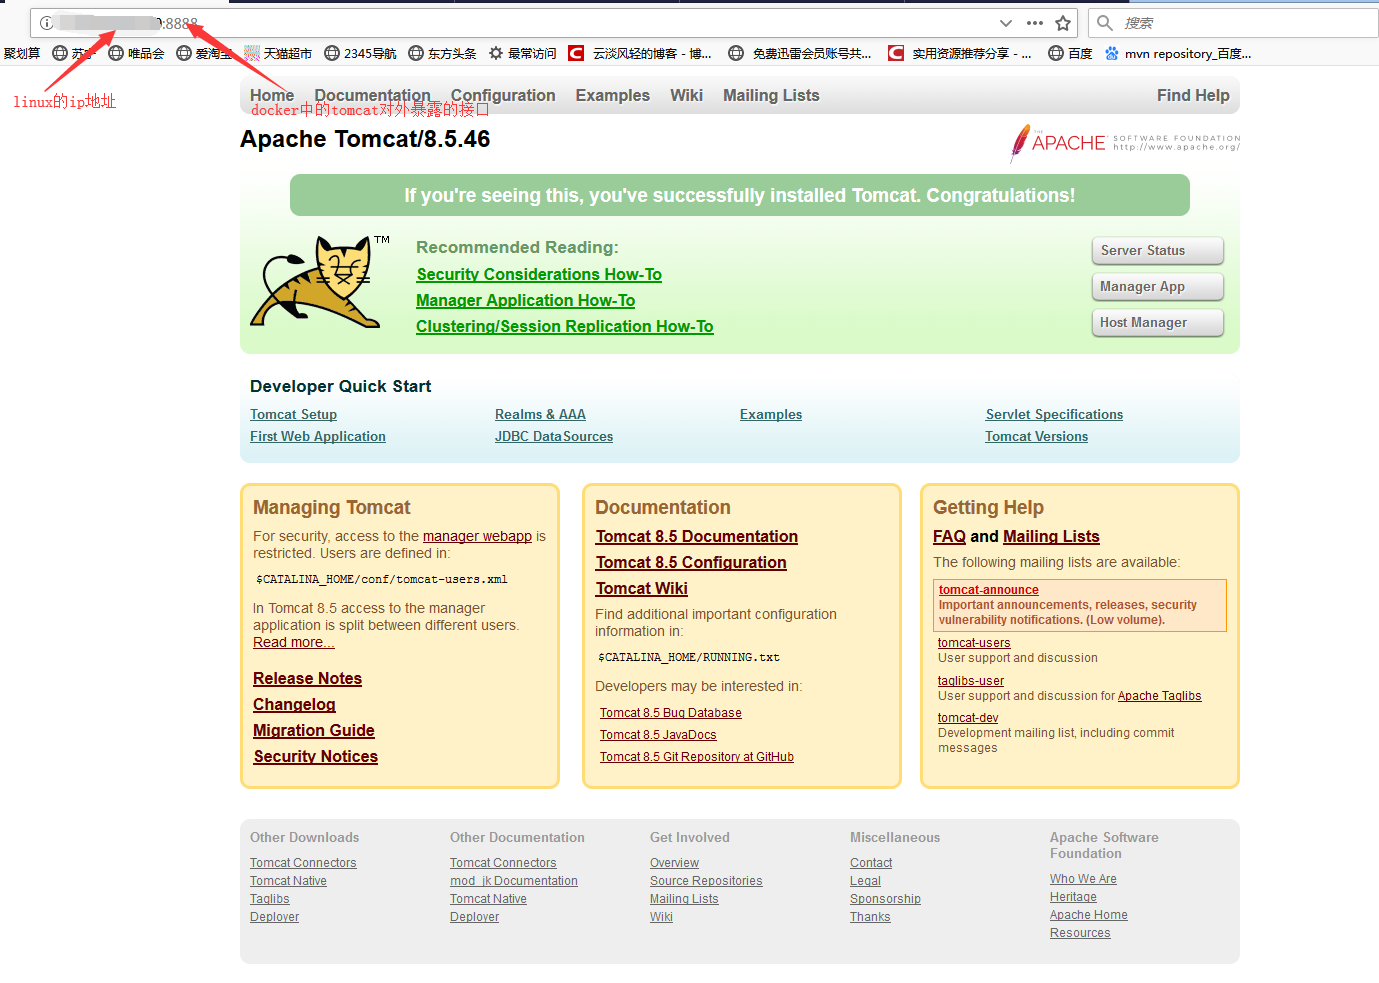 :8888
搜索
聚划算 苏宁 唯品会 爱淘宝 天猫超市 2345导航 东方头条 最常访问 云淡风轻的博客 - 博... 免费迅雷会员账号共... 实用资源推荐分享 - ... 百度 mvn repository_百度...
linux的ip地址
docker中的tomcat对外暴露的接口
Home Documentation Configuration Examples Wiki Mailing Lists Find Help
Apache Tomcat/8.5.46
THE APACHE SOFTWARE FOUNDATION
http://www.apache.org/
If you're seeing this, you've successfully installed Tomcat. Congratulations!
TM
Recommended Reading:
Security Considerations How-To
Manager Application How-To
Clustering/Session Replication How-To
Server Status
Manager App
Host Manager
Developer Quick Start
Tomcat Setup Realms & AAA Examples Servlet Specifications
First Web Application JDBC DataSources Tomcat Versions
Managing Tomcat
For security, access to the manager webapp is
restricted. Users are defined in:
$CATALINA_HOME/conf/tomcat-users.xml
In Tomcat 8.5 access to the manager
application is split between different users.
Read more...
Release Notes
Changelog
Migration Guide
Security Notices
Documentation
Tomcat 8.5 Documentation
Tomcat 8.5 Configuration
Tomcat Wiki
Find additional important configuration
information in:
$CATALINA_HOME/RUNNING.txt
Developers may be interested in:
Tomcat 8.5 Bug Database
Tomcat 8.5 JavaDocs
Tomcat 8.5 Git Repository at GitHub
Getting Help
FAQ and Mailing Lists
The following mailing lists are available:
tomcat-announce
Important announcements, releases, security
vulnerability notifications. (Low volume).
tomcat-users
User support and discussion
taglibs-user
User support and discussion for Apache Taglibs
tomcat-dev
Development mailing list, including commit
messages
Other Downloads
Tomcat Connectors
Tomcat Native
Taglibs
Deployer
Other Documentation
Tomcat Connectors
mod_jk Documentation
Tomcat Native
Deployer
Get Involved
Overview
Source Repositories
Mailing Lists
Wiki
Miscellaneous
Contact
Legal
Sponsorship
Thanks
Apache Software
Foundation
Who We Are
Heritage
Apache Home
Resources